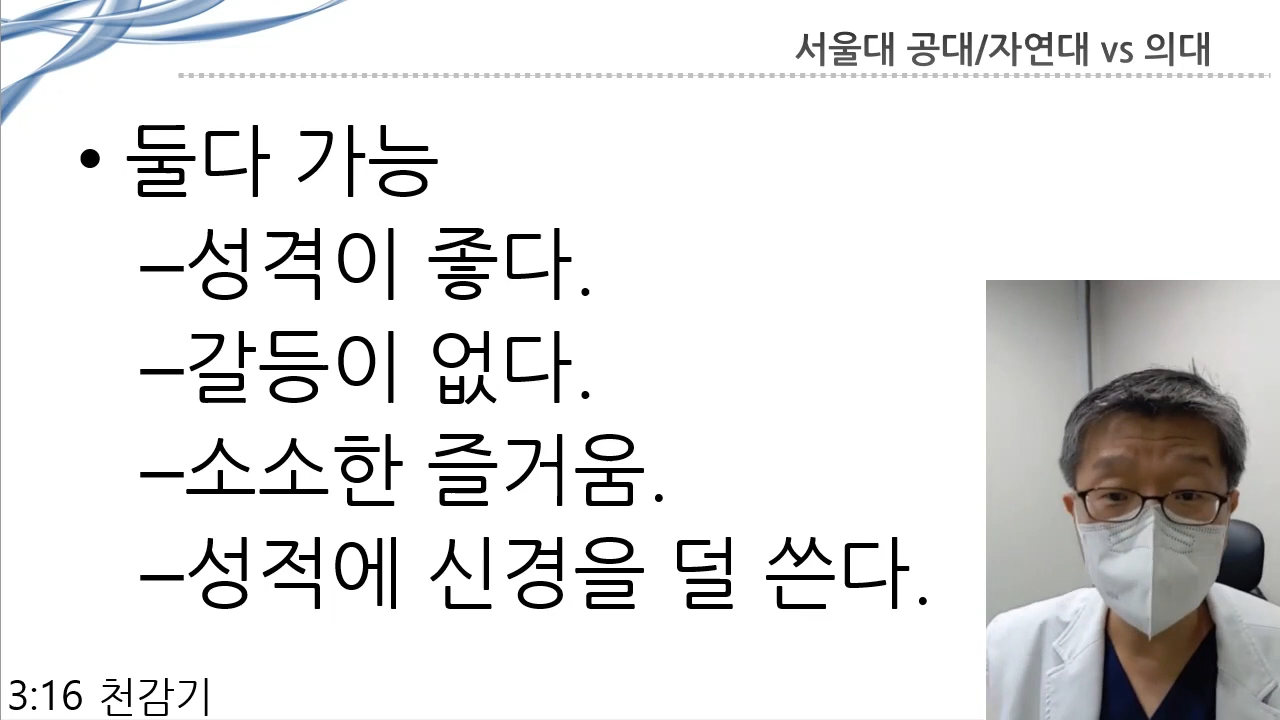 서울대 공대/자연대 vs 의대
• 둘다 가능
–성격이 좋다.
–갈등이 없다.
–소소한 즐거움.
–성적에 신경을 덜 쓴다.
3:16 천감기